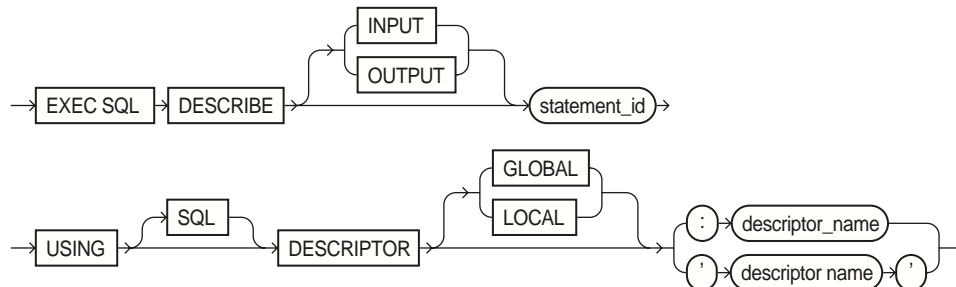 INPUT
OUTPUT
EXEC SQL DESCRIBE statement_id
GLOBAL
SQL LOCAL : descriptor_name
USING DESCRIPTOR ' descriptor name '